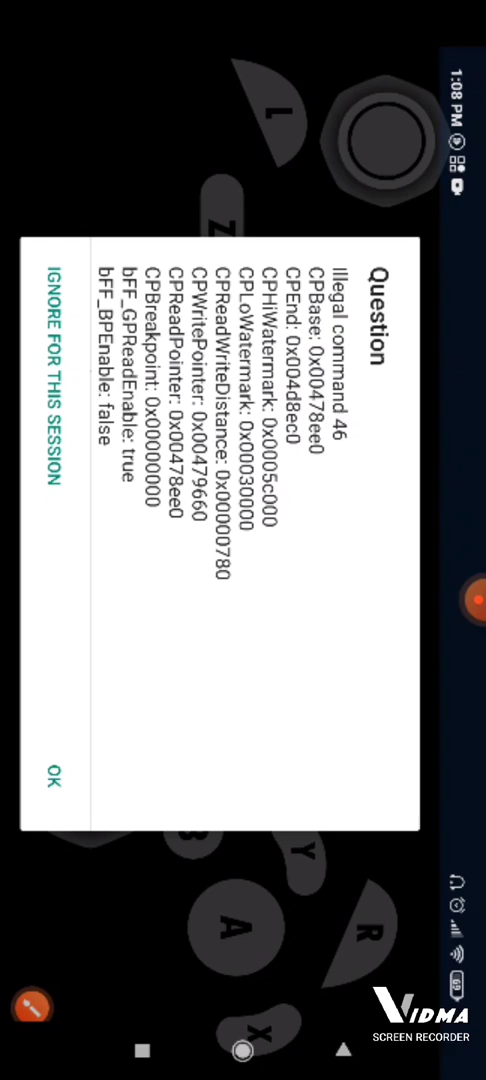 1:08 PM
L
Z
Question
Illegal command 46
CPBase: 0x00478ee0
CPEnd: 0x004d8ec0
CPHiWatermark: 0x0005c000
CPLoWatermark: 0x00030000
CPReadWriteDistance: 0x00000780
CPWritePointer: 0x00479660
CPReadPointer: 0x00478ee0
CPBreakpoint: 0x00000000
bFF_GPReadEnable: true
bFF_BPEnable: false
IGNORE FOR THIS SESSION
OK
B
Y
R
A
X
69
VIDMA
SCREEN RECORDER